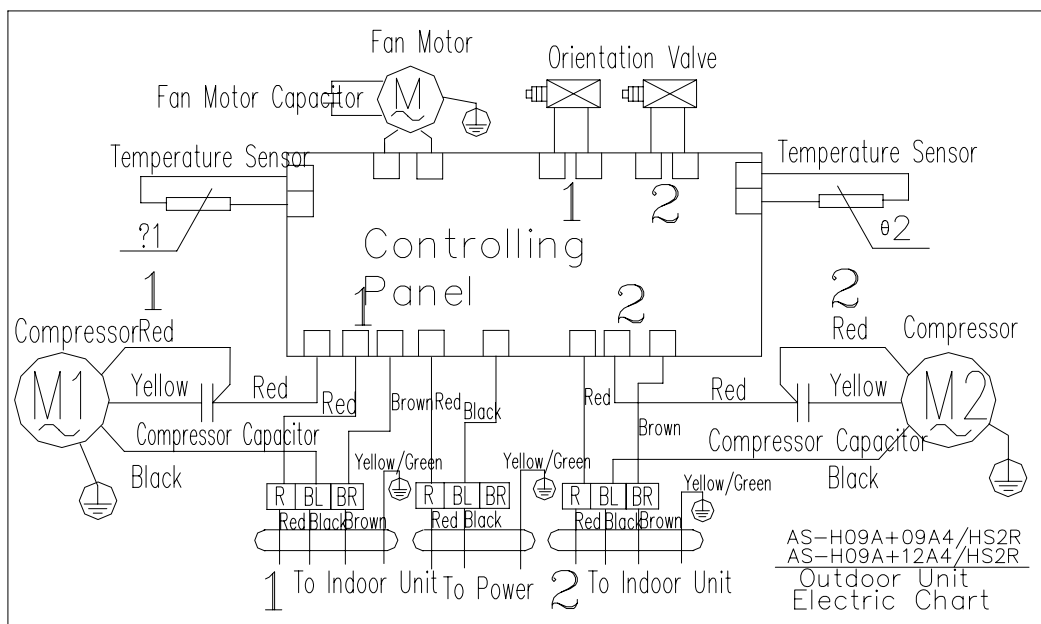 Fan Motor
Orientation Valve
Fan Motor Capacitor
M
Temperature Sensor
Temperature Sensor
1
2
?1
θ2
Controlling
Panel
1
2
1
2
Compressor
Red
Red
Compressor
M1
Yellow
Red
Red
Brown
Red
Black
Red
Brown
Red
Yellow
M2
Compressor Capacitor
Compressor Capacitor
Black
Black
Yellow/Green
Yellow/Green
Yellow/Green
R BL BR
R BL BR
R BL BR
Red Black Brown
Red Black
Red Black Brown
1 To Indoor Unit
To Power
2 To Indoor Unit
AS-H09A+09A4/HS2R
AS-H09A+12A4/HS2R
Outdoor Unit
Electric Chart